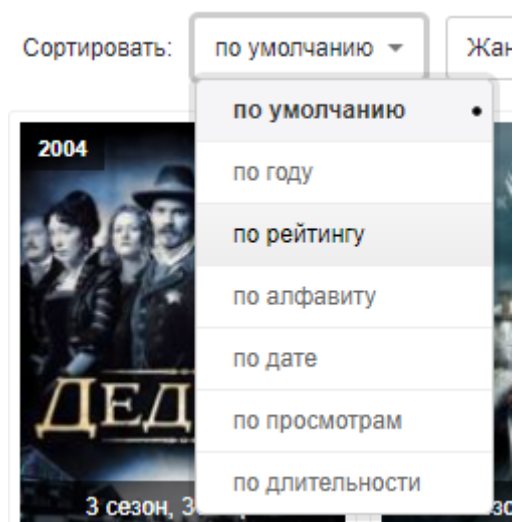 Сортировать: по умолчанию
по умолчанию
по году
по рейтингу
по алфавиту
по дате
по просмотрам
по длительности
2004
3 сезон,